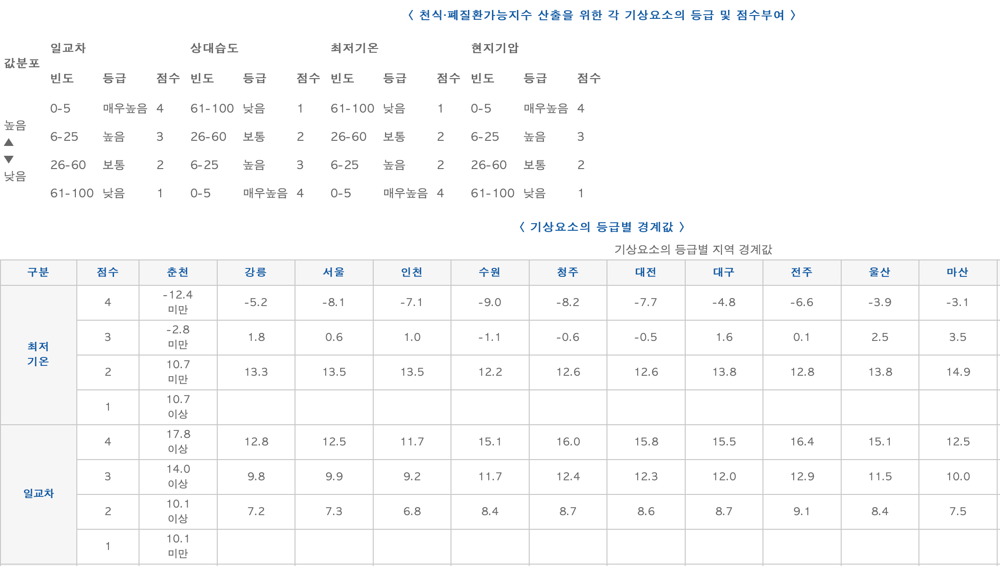 〈 천식·폐질환가능지수 산출을 위한 각 기상요소의 등급 및 점수부여 〉
값분포 일교차 상대습도 최저기온 현지기압
빈도 등급 점수 빈도 등급 점수 빈도 등급 점수 빈도 등급 점수
높음
▲
▼
낮음
0-5 매우높음 4 61-100 낮음 1 61-100 낮음 1 0-5 매우높음 4
6-25 높음 3 26-60 보통 2 26-60 보통 2 6-25 높음 3
26-60 보통 2 6-25 높음 3 6-25 높음 2 26-60 보통 2
61-100 낮음 1 0-5 매우높음 4 0-5 매우높음 4 61-100 낮음 1
〈 기상요소의 등급별 경계값 〉
기상요소의 등급별 지역 경계값
구분 점수 춘천 강릉 서울 인천 수원 청주 대전 대구 전주 울산 마산
최저
기온
4 -12.4 미만 -5.2 -8.1 -7.1 -9.0 -8.2 -7.7 -4.8 -6.6 -3.9 -3.1
3 -2.8 미만 1.8 0.6 1.0 -1.1 -0.6 -0.5 1.6 0.1 2.5 3.5
2 10.7 미만 13.3 13.5 13.5 12.2 12.6 12.6 13.8 12.8 13.8 14.9
1 10.7 이상
일교차
4 17.8 이상 12.8 12.5 11.7 15.1 16.0 15.8 15.5 16.4 15.1 12.5
3 14.0 이상 9.8 9.9 9.2 11.7 12.4 12.3 12.0 12.9 11.5 10.0
2 10.1 이상 7.2 7.3 6.8 8.4 8.7 8.6 8.7 9.1 8.4 7.5
1 10.1 미만